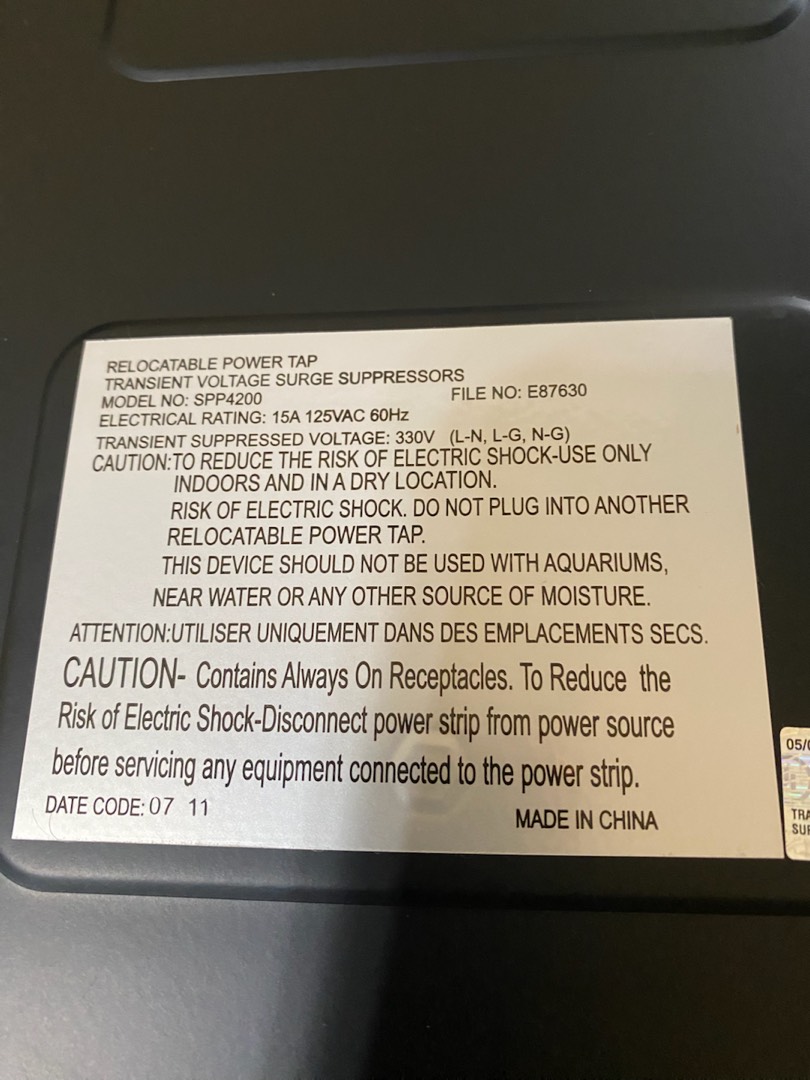 RELOCATABLE POWER TAP
TRANSIENT VOLTAGE SURGE SUPPRESSORS
MODEL NO: SPP4200 FILE NO: E87630
ELECTRICAL RATING: 15A 125VAC 60Hz
TRANSIENT SUPPRESSED VOLTAGE: 330V (L-N, L-G, N-G)
CAUTION:TO REDUCE THE RISK OF ELECTRIC SHOCK-USE ONLY
INDOORS AND IN A DRY LOCATION.
RISK OF ELECTRIC SHOCK. DO NOT PLUG INTO ANOTHER
RELOCATABLE POWER TAP.
THIS DEVICE SHOULD NOT BE USED WITH AQUARIUMS,
NEAR WATER OR ANY OTHER SOURCE OF MOISTURE.
ATTENTION:UTILISER UNIQUEMENT DANS DES EMPLACEMENTS SECS.
CAUTION- Contains Always On Receptacles. To Reduce the
Risk of Electric Shock-Disconnect power strip from power source
before servicing any equipment connected to the power strip.
DATE CODE: 07 11
MADE IN CHINA